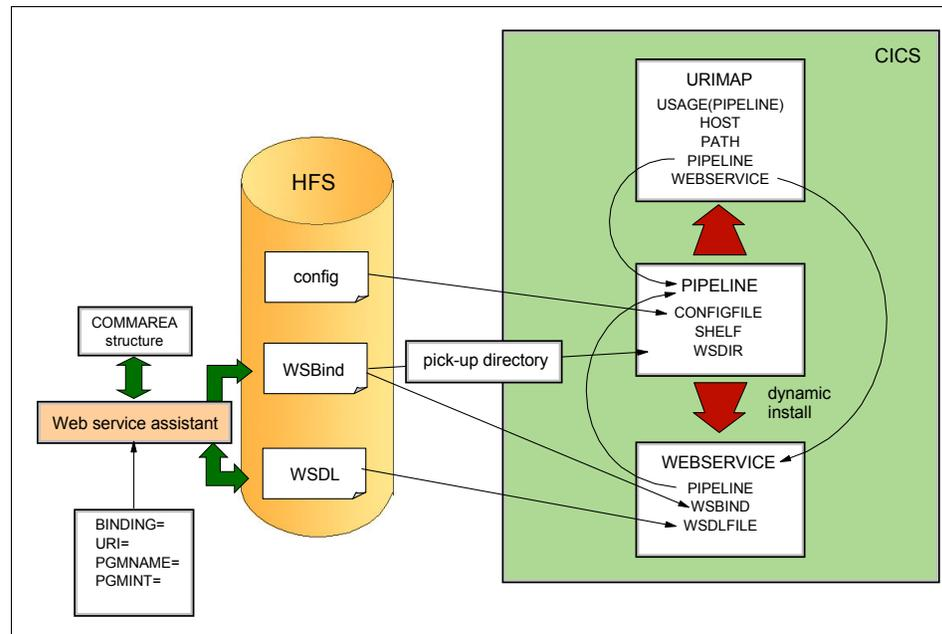 CICS
URIMAP
USAGE(PIPELINE)
HOST
PATH
PIPELINE
WEBSERVICE
HFS
config
PIPELINE
CONFIGFILE
SHELF
WSDIR
COMMAREA
structure
WSBind
pick-up directory
dynamic
install
Web service assistant
WSDL
WEBSERVICE
PIPELINE
WSBIND
WSDLFILE
BINDING=
URI=
PGMNAME=
PGMINT=